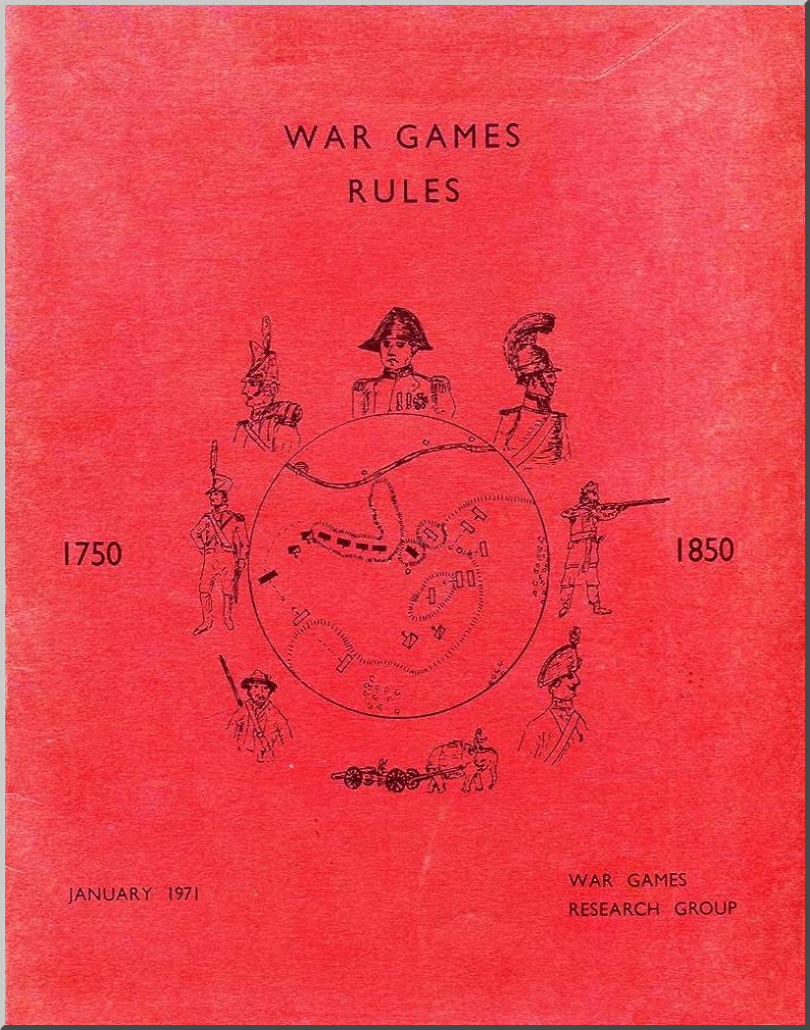 WAR GAMES
RULES
1750
1850
JANUARY 1971
WAR GAMES
RESEARCH GROUP